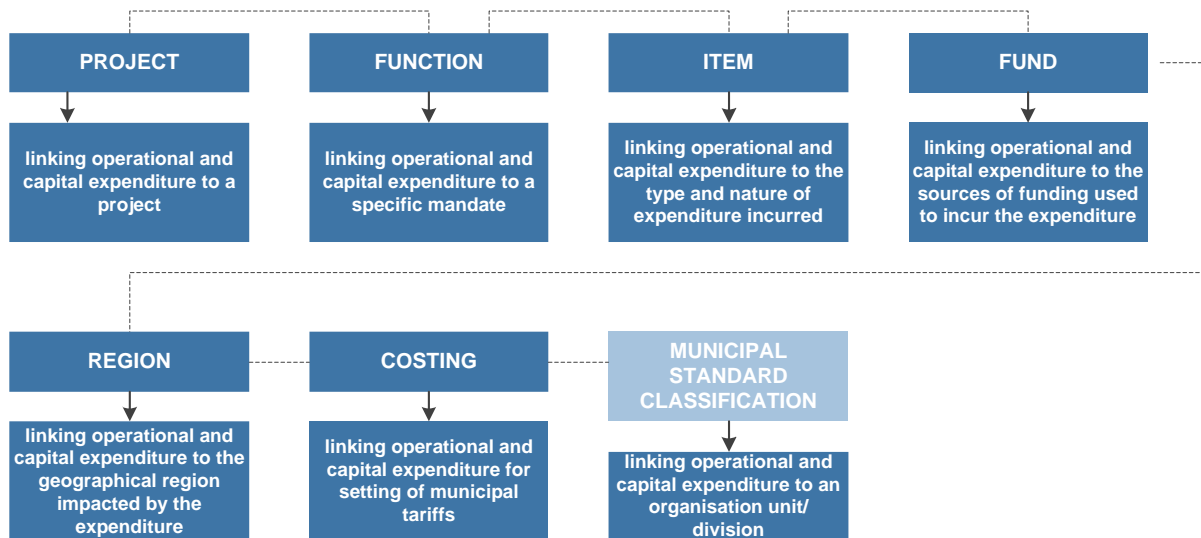 PROJECT
FUNCTION
ITEM
FUND
linking operational and
capital expenditure to a
project
linking operational and
capital expenditure to a
specific mandate
linking operational and
capital expenditure to the
type and nature of
expenditure incurred
linking operational and
capital expenditure to the
sources of funding used
to incur the expenditure
REGION
COSTING
MUNICIPAL
STANDARD
CLASSIFICATION
linking operational and
capital expenditure to the
geographical region
impacted by the
expenditure
linking operational and
capital expenditure for
setting of municipal
tariffs
linking operational and
capital expenditure to an
organisation unit/
division